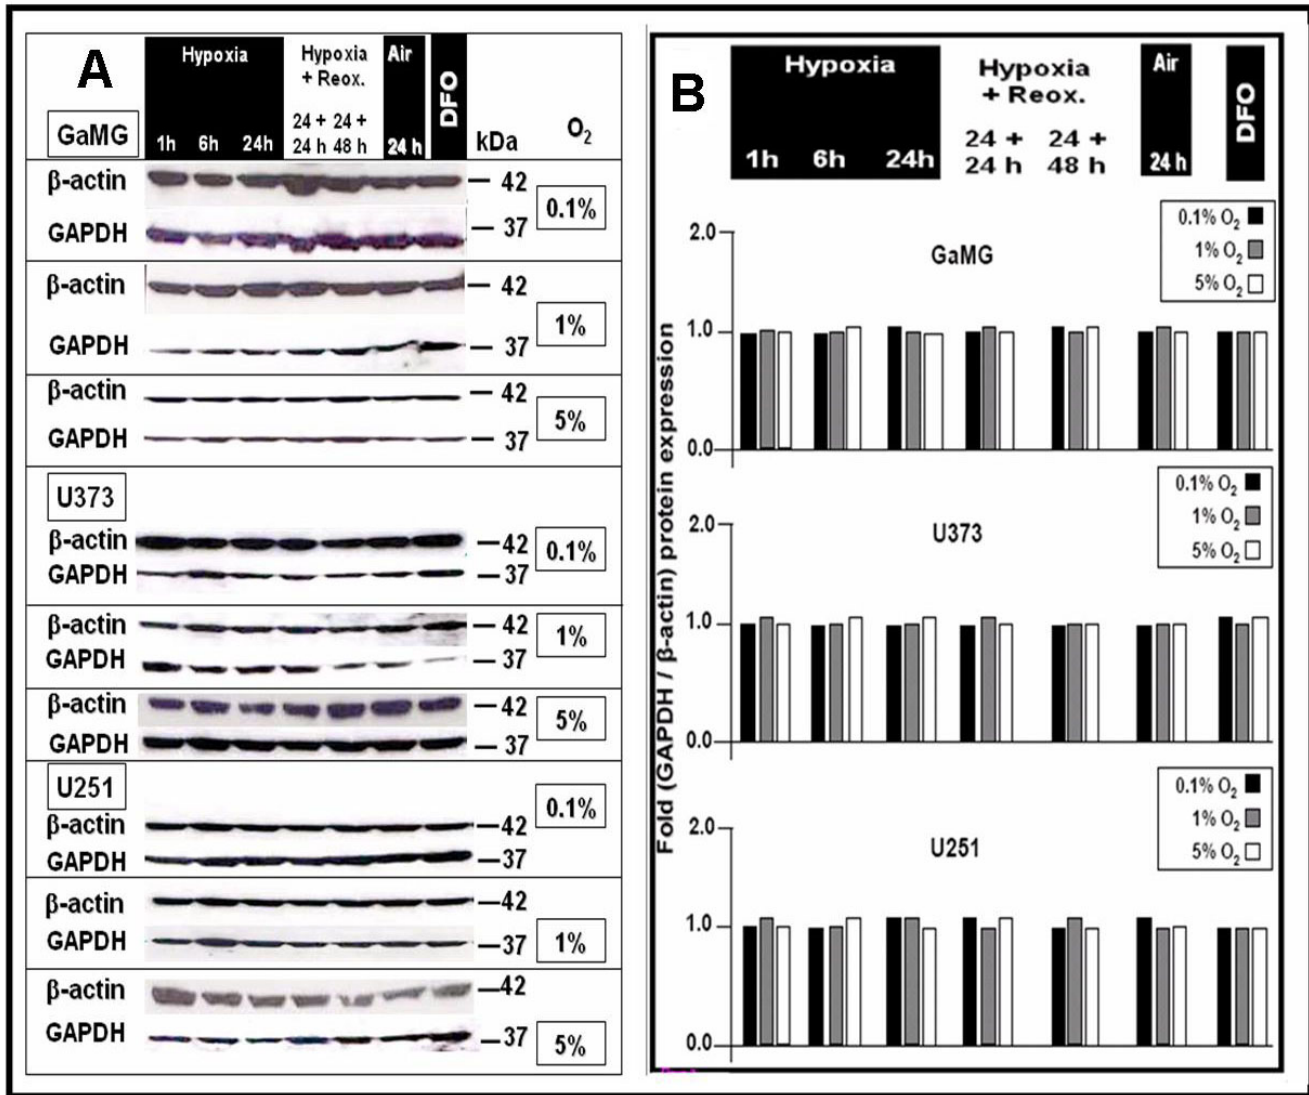 A
Hypoxia
1h 6h 24h
Hypoxia
+ Reox.
24 + 24 +
24 h 48 h
Air
24 h
DFO
kDa
O2
GaMG
β-actin 42
0.1%
GAPDH 37
β-actin 42
1%
GAPDH 37
β-actin 42
5%
GAPDH 37
U373
β-actin 42
0.1%
GAPDH 37
β-actin 42
1%
GAPDH 37
β-actin 42
5%
GAPDH 37
U251
0.1%
β-actin 42
GAPDH 37
β-actin 42
GAPDH 37
1%
β-actin 42
GAPDH 37
5%
B
Hypoxia
1h 6h 24h
Hypoxia
+ Reox.
24 + 24 +
24 h 48 h
Air
24 h
DFO
Fold (GAPDH / β-actin) protein expression
GaMG
0.1% O2
1% O2
5% O2
2.0
1.0
0.0
U373
0.1% O2
1% O2
5% O2
2.0
1.0
0.0
U251
0.1% O2
1% O2
5% O2
2.0
1.0
0.0